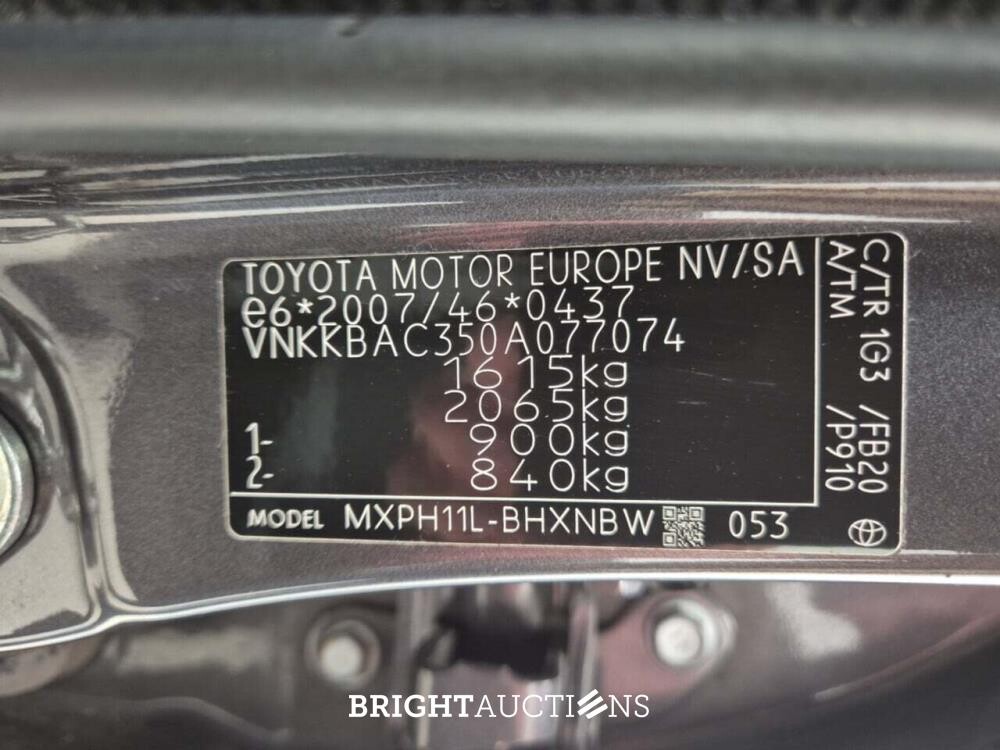 TOYOTA MOTOR EUROPE NV/SA
e6*2007/46*0437
VNKKBAC350A077074
1615kg
2065kg
1- 900kg
2- 840kg
MODEL MXPH11L-BHXNBW 053
C/TR 1G3 /FB20
A/TM /P910
BRIGHTAUCTIONS